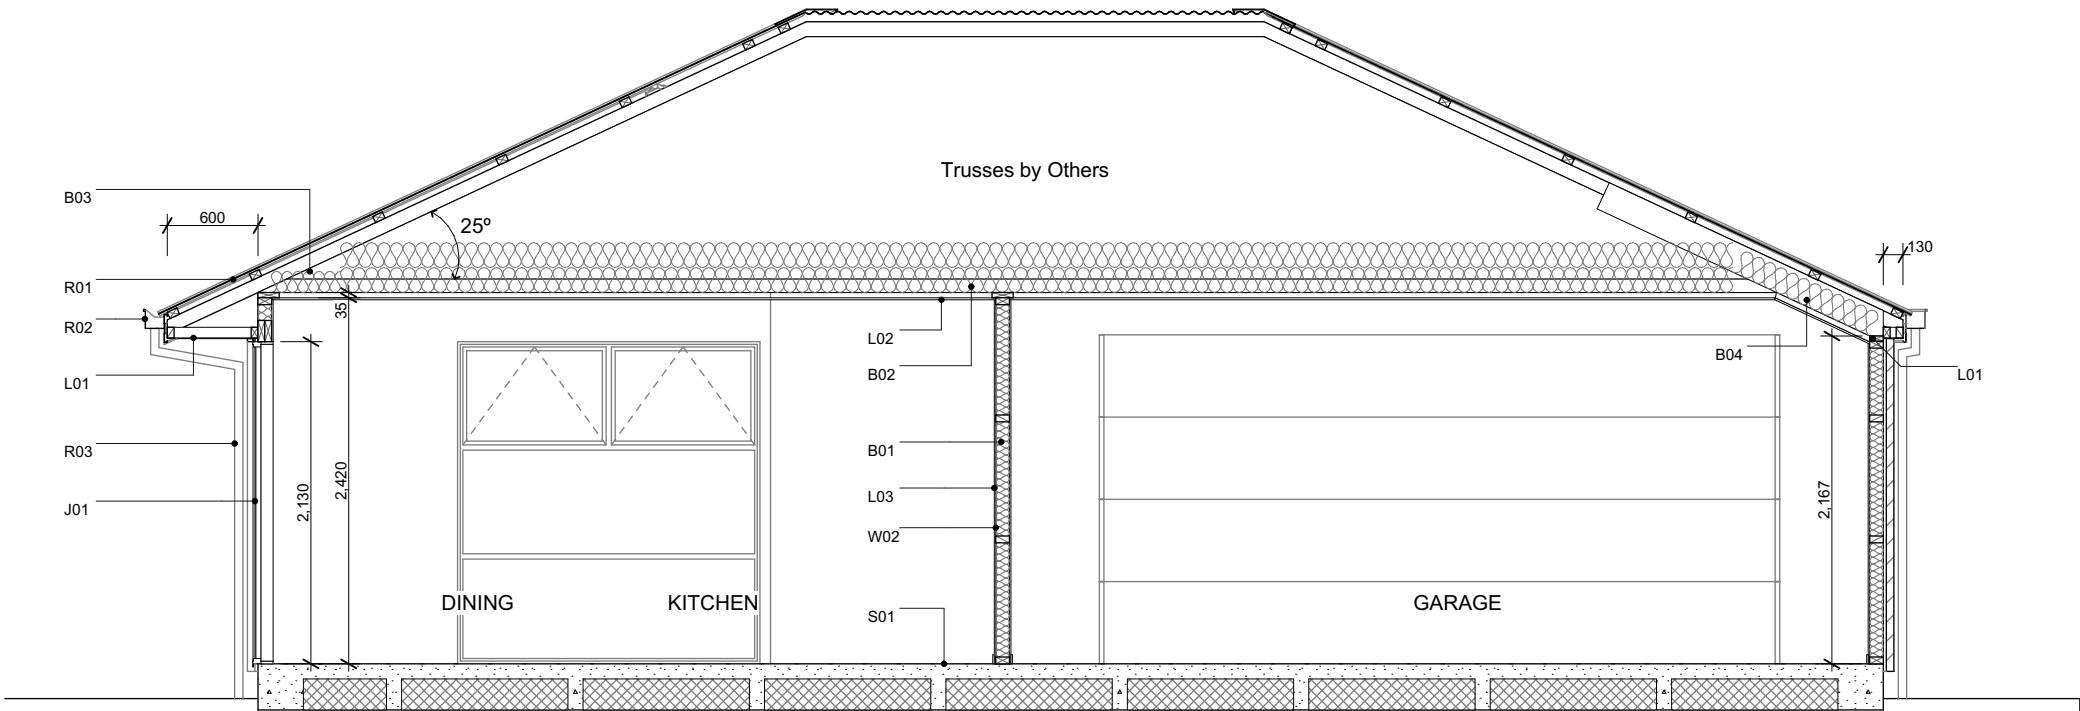 Trusses by Others
B03
600
25º
130
R01
R02
35
L02
L01
B02
B04
L01
R03
B01
2,130
2,420
L03
2,167
J01
W02
DINING
KITCHEN
GARAGE
S01